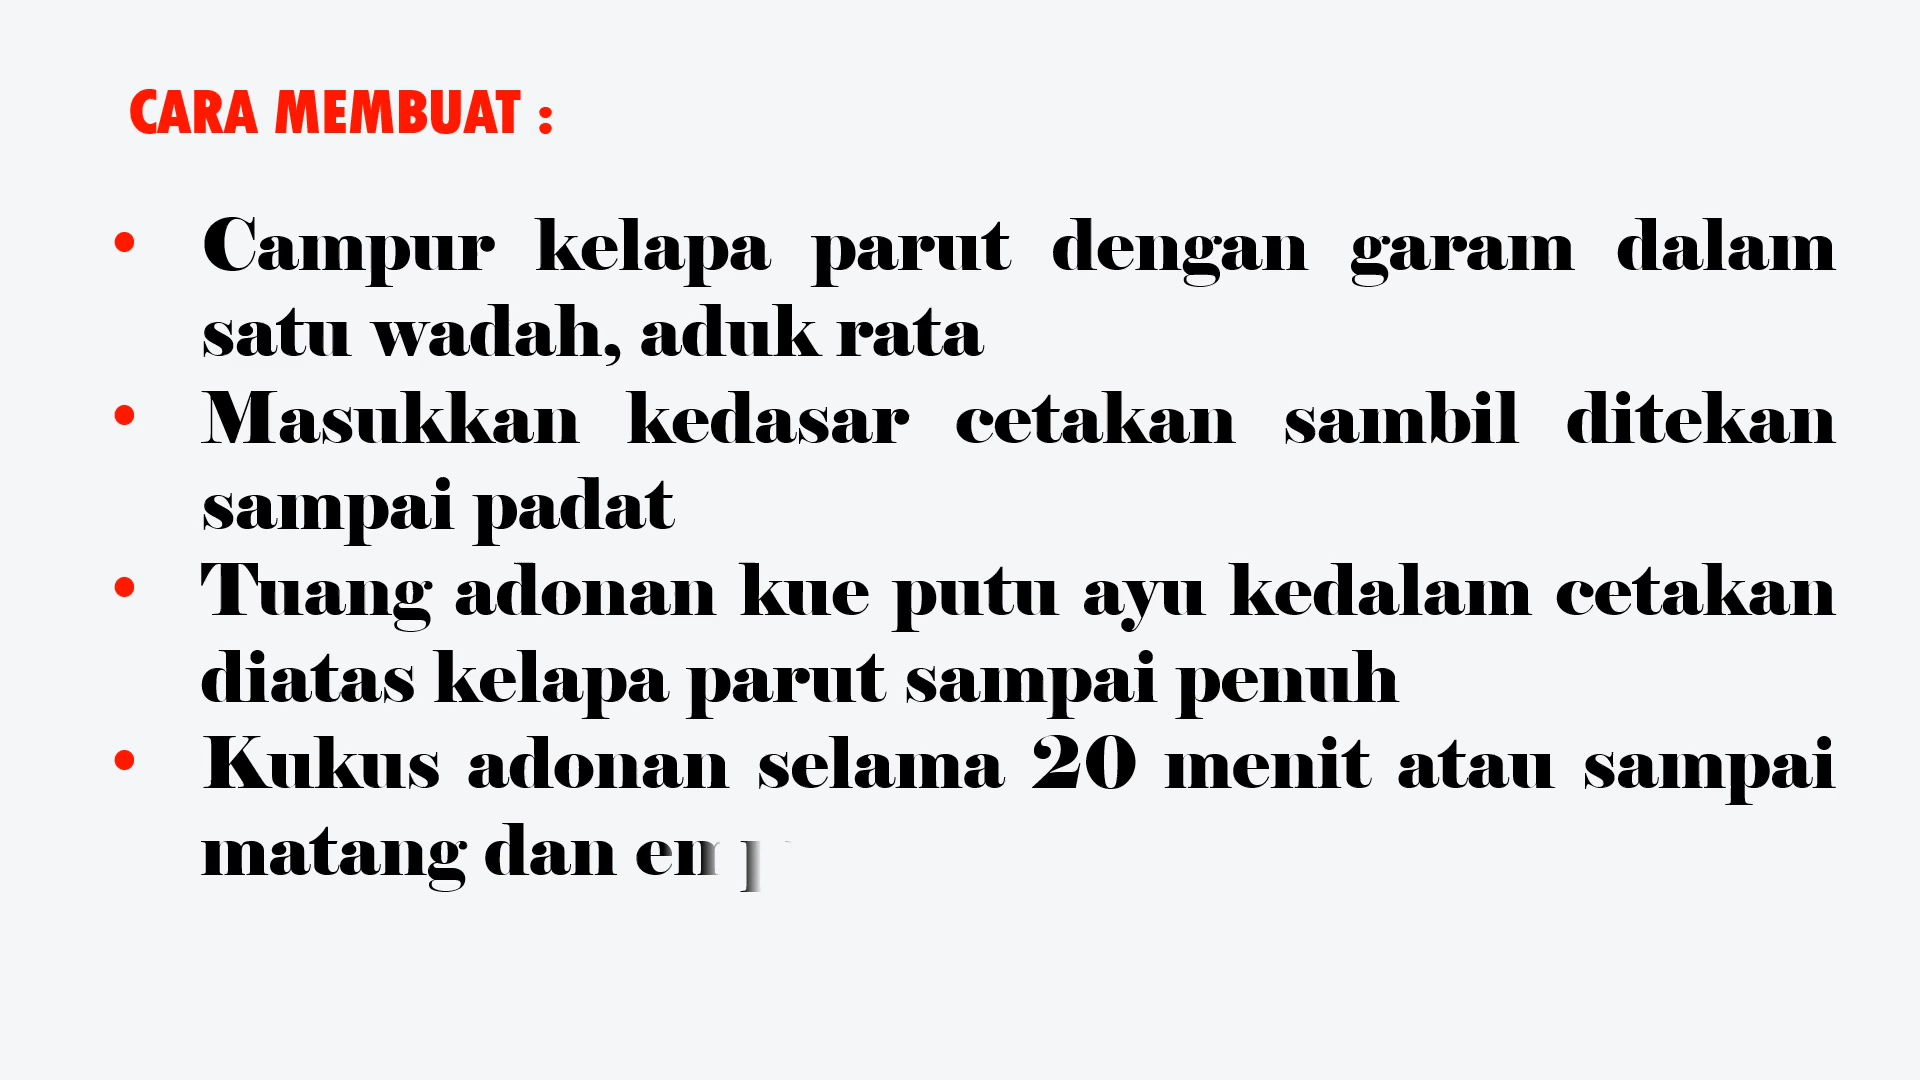 CARA MEMBUAT :
• Campur kelapa parut dengan garam dalam
satu wadah, aduk rata
• Masukkan kedasar cetakan sambil ditekan
sampai padat
• Tuang adonan kue putu ayu kedalam cetakan
diatas kelapa parut sampai penuh
• Kukus adonan selama 20 menit atau sampai
matang dan